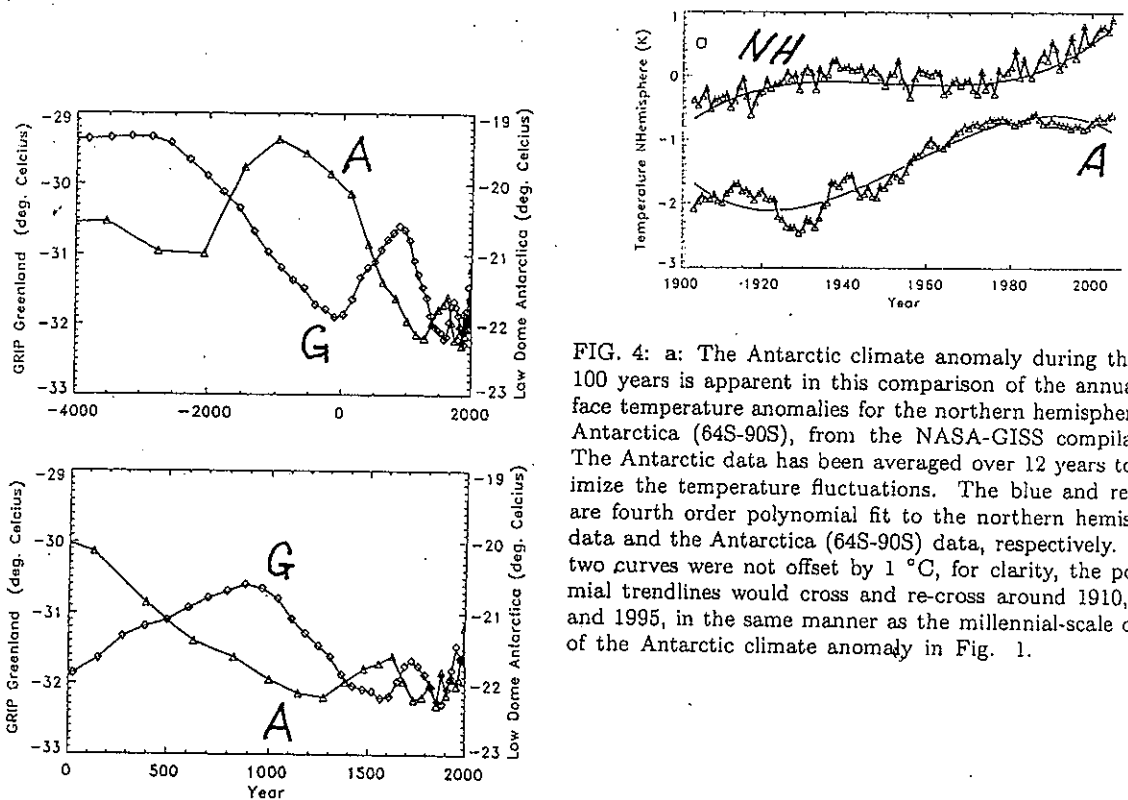 GRIP Greenland (deg. Celcius)
-29
-30
-31
-32
-33
A
G
-19
-20
-21
-22
-23
Low Dome Antarctica (deg. Celcius)
-4000 -2000 0 2000
GRIP Greenland (deg. Celcius)
-29
-30
-31
-32
-33
G
A
-19
-20
-21
-22
-23
Low Dome Antarctica (deg. Celcius)
0 500 1000 1500 2000
Year
Temperature NHemisphere (K)
1
0
-1
-2
-3
NH
A
1900 1920 1940 1960 1980 2000
Year
FIG. 4: a: The Antarctic climate anomaly during th
100 years is apparent in this comparison of the annua
face temperature anomalies for the northern hemispher
Antarctica (64S-90S), from the NASA-GISS compila
The Antarctic data has been averaged over 12 years to
imize the temperature fluctuations. The blue and re
are fourth order polynomial fit to the northern hemis
data and the Antarctica (64S-90S) data, respectively.
two curves were not offset by 1 °C, for clarity, the po
mial trendlines would cross and re-cross around 1910,
and 1995, in the same manner as the millennial-scale c
of the Antarctic climate anomaly in Fig. 1.